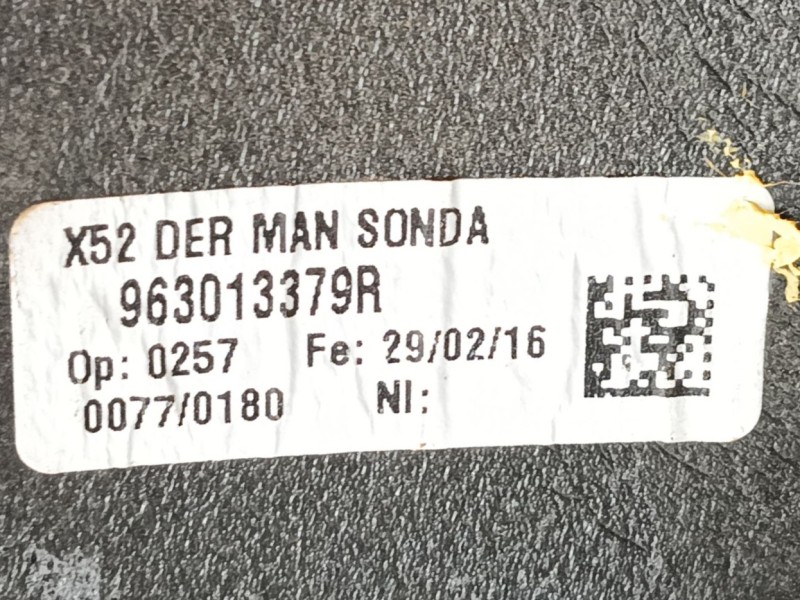 X52 DER MAN SONDA
963013379R
Op: 0257 Fe: 29/02/16
0077/0180 NI: